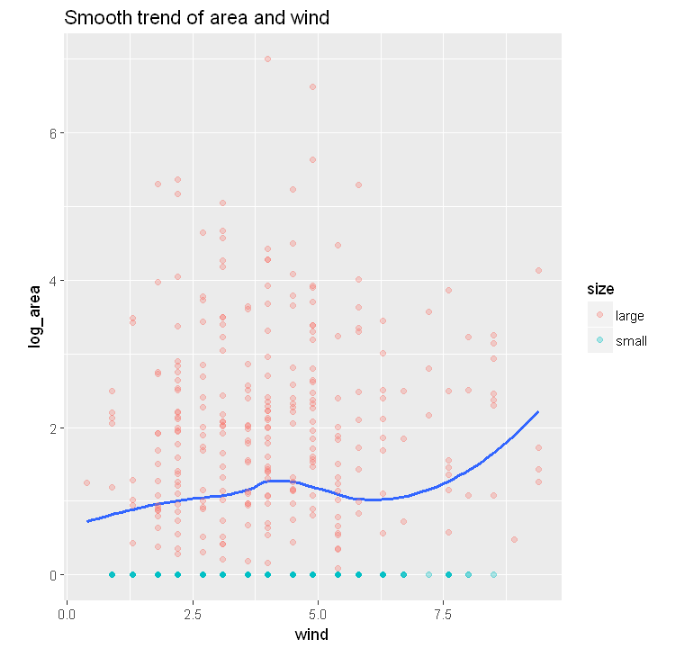 Smooth trend of area and wind
log_area
6
4
2
0
0.0 2.5 5.0 7.5
wind
size
large
small